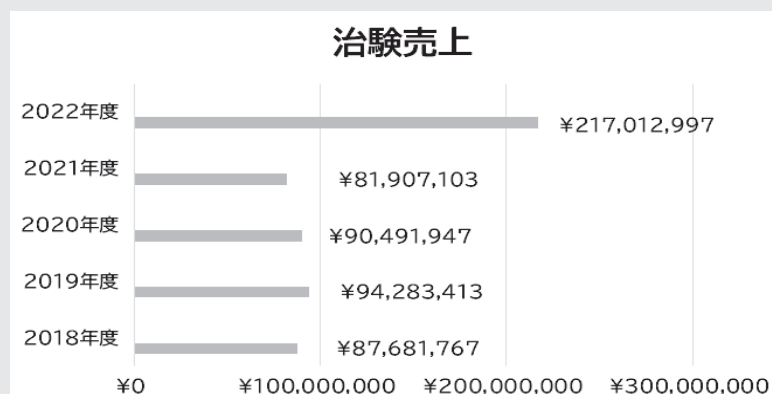 治験売上
2022年度
¥217,012,997
2021年度
¥81,907,103
2020年度
¥90,491,947
2019年度
¥94,283,413
2018年度
¥87,681,767
¥0 ¥100,000,000 ¥200,000,000 ¥300,000,000